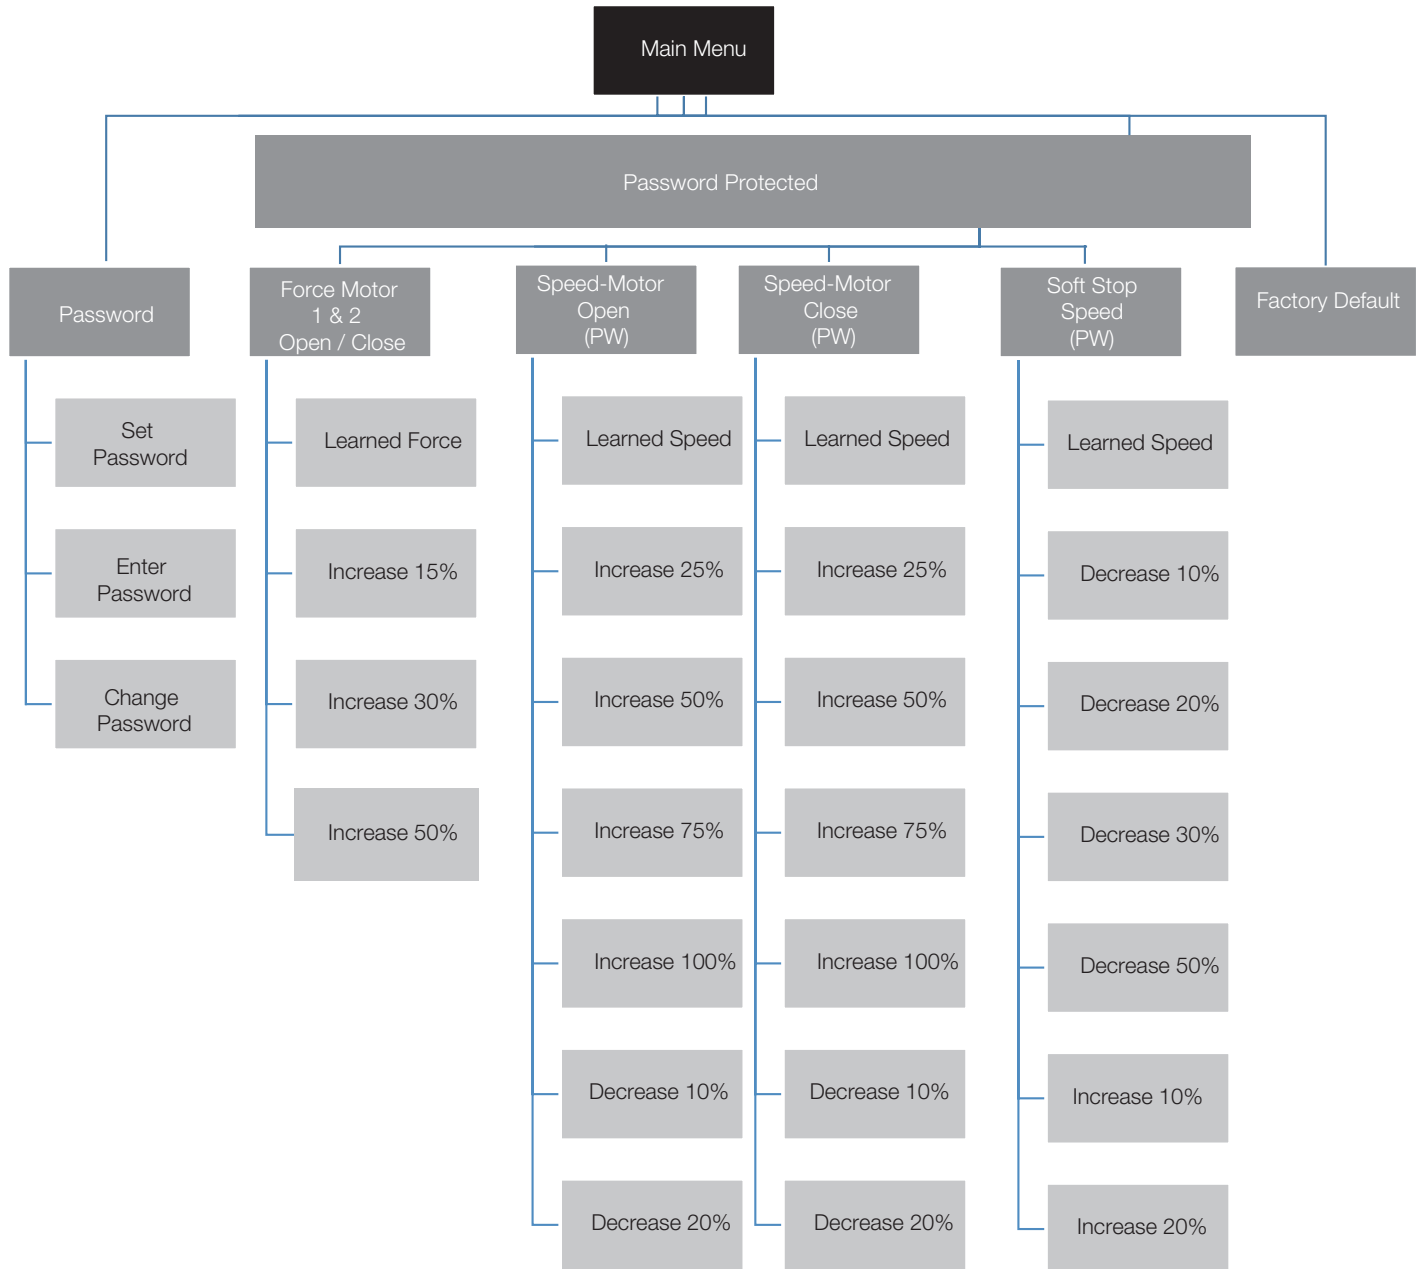 Main Menu
Password Protected
Password
Force Motor
1 & 2
Open / Close
Speed-Motor
Open
(PW)
Speed-Motor
Close
(PW)
Soft Stop
Speed
(PW)
Factory Default
Set
Password
Enter
Password
Change
Password
Learned Force
Increase 15%
Increase 30%
Increase 50%
Learned Speed
Increase 25%
Increase 50%
Increase 75%
Increase 100%
Decrease 10%
Decrease 20%
Learned Speed
Increase 25%
Increase 50%
Increase 75%
Increase 100%
Decrease 10%
Decrease 20%
Learned Speed
Decrease 10%
Decrease 20%
Decrease 30%
Decrease 50%
Increase 10%
Increase 20%